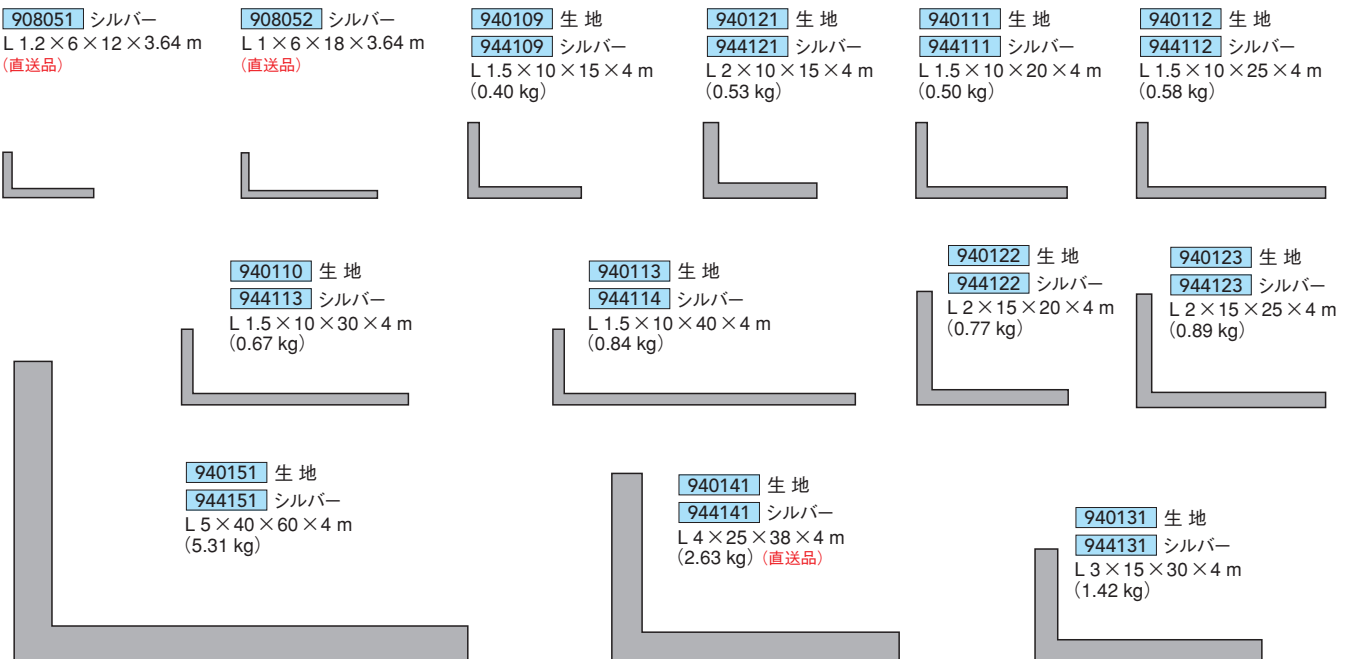 908051 シルバー
L 1.2×6×12×3.64 m
(直送品)
908052 シルバー
L 1×6×18×3.64 m
(直送品)
940109 生 地
944109 シルバー
L 1.5×10×15×4 m
(0.40 kg)
940121 生 地
944121 シルバー
L 2×10×15×4 m
(0.53 kg)
940111 生 地
944111 シルバー
L 1.5×10×20×4 m
(0.50 kg)
940112 生 地
944112 シルバー
L 1.5×10×25×4 m
(0.58 kg)
940110 生 地
944113 シルバー
L 1.5×10×30×4 m
(0.67 kg)
940113 生 地
944114 シルバー
L 1.5×10×40×4 m
(0.84 kg)
940122 生 地
944122 シルバー
L 2×15×20×4 m
(0.77 kg)
940123 生 地
944123 シルバー
L 2×15×25×4 m
(0.89 kg)
940151 生 地
944151 シルバー
L 5×40×60×4 m
(5.31 kg)
940141 生 地
944141 シルバー
L 4×25×38×4 m
(2.63 kg)(直送品)
940131 生 地
944131 シルバー
L 3×15×30×4 m
(1.42 kg)